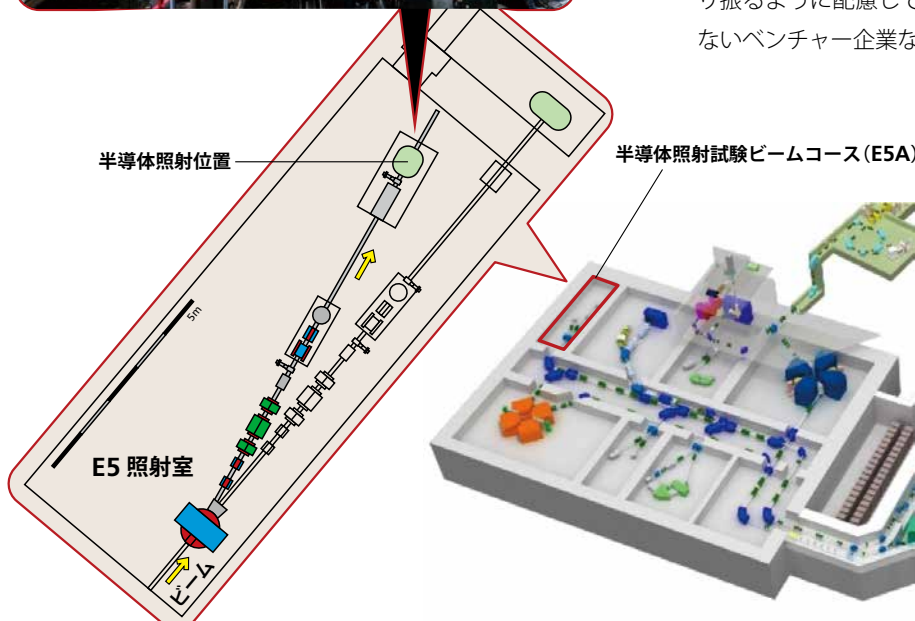 り振るように配慮して
ないベンチャー企業な
半導体照射位置
半導体照射試験ビームコース(E5A)
5m
E5 照射室
ビーム